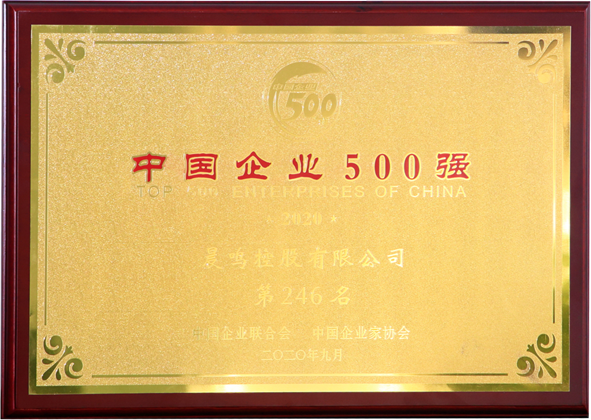 500
中国企业500强
TOP 500 ENTERPRISES OF CHINA
★ 2020 ★
晨鸣控股有限公司
第246名
中国企业联合会 中国企业家协会
二〇二〇年九月